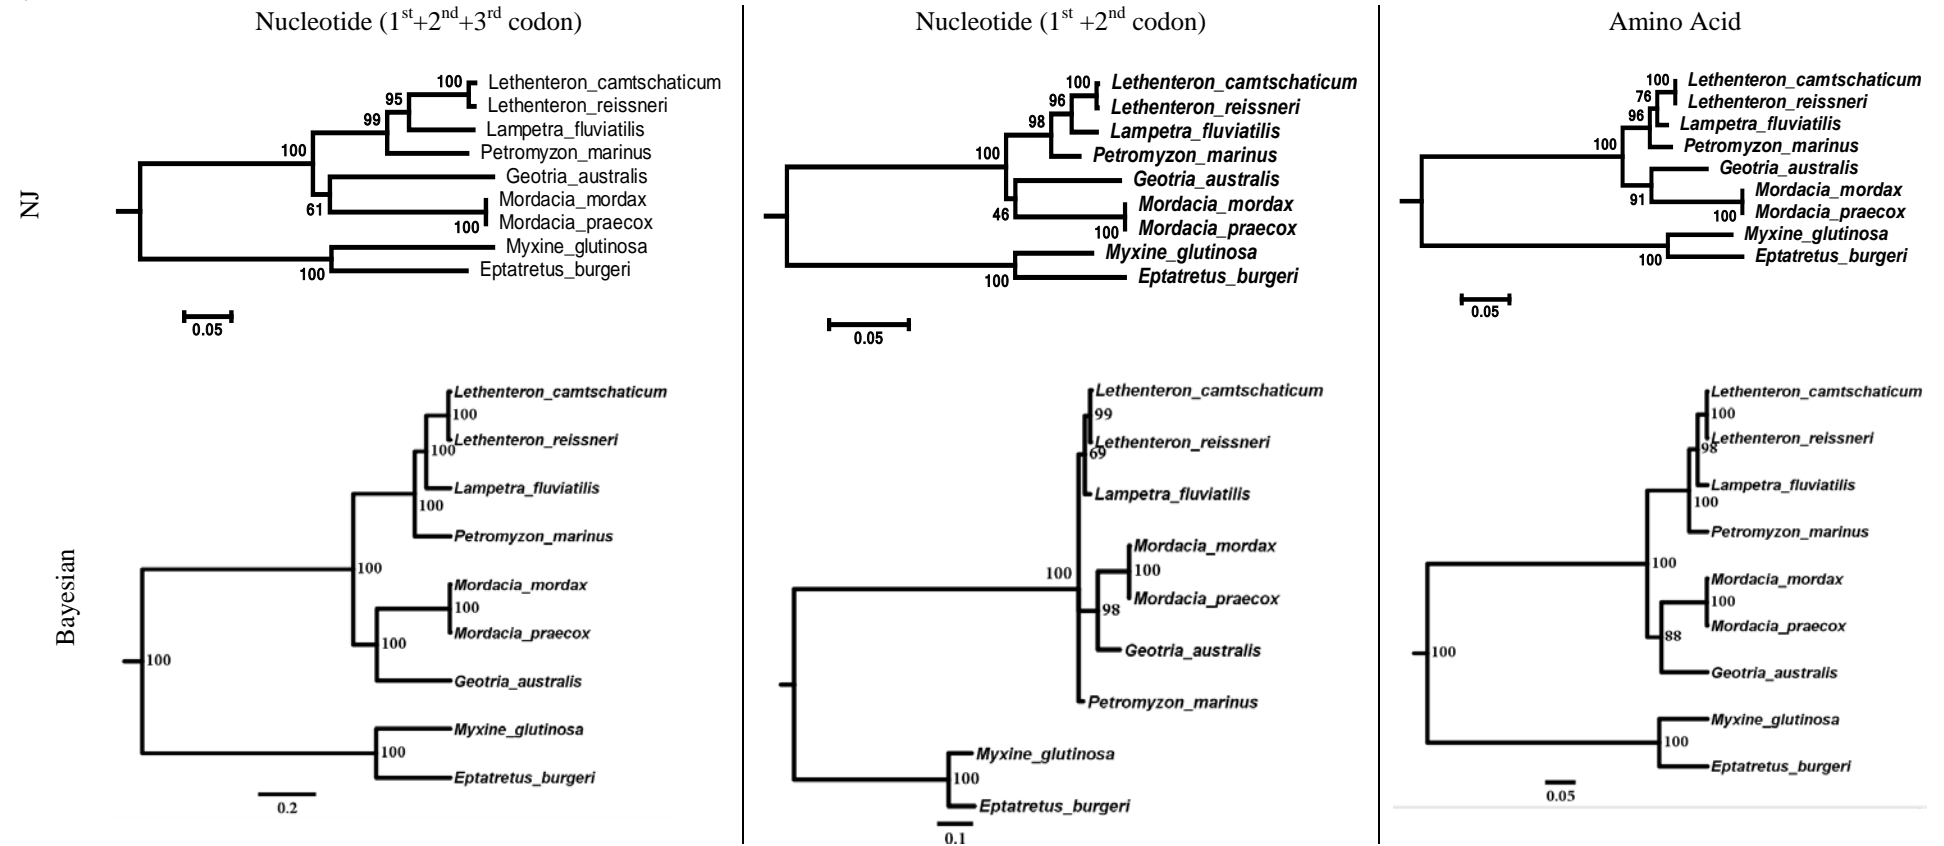 Nucleotide (1st+2nd+3rd codon)
Nucleotide (1st +2nd codon)
Amino Acid
NJ
100
Lethenteron_camtschaticum
95
Lethenteron_reissneri
99
Lampetra_fluviatilis
100
Petromyzon_marinus
Geotria_australis
61
Mordacia_mordax
100
Mordacia_praecox
Myxine_glutinosa
100
Eptatretus_burgeri
0.05
100
Lethenteron_camtschaticum
96
Lethenteron_reissneri
98
Lampetra_fluviatilis
100
Petromyzon_marinus
Geotria_australis
46
Mordacia_mordax
100
Mordacia_praecox
Myxine_glutinosa
100
Eptatretus_burgeri
0.05
100
Lethenteron_camtschaticum
76
Lethenteron_reissneri
96
Lampetra_fluviatilis
100
Petromyzon_marinus
Geotria_australis
91
Mordacia_mordax
100
Mordacia_praecox
Myxine_glutinosa
100
Eptatretus_burgeri
0.05
Bayesian
Lethenteron_camtschaticum
100
Lethenteron_reissneri
100
Lampetra_fluviatilis
100
Petromyzon_marinus
100
Mordacia_mordax
100
Mordacia_praecox
100
Geotria_australis
100
Myxine_glutinosa
100
Eptatretus_burgeri
0.2
Lethenteron_camtschaticum
99
Lethenteron_reissneri
69
Lampetra_fluviatilis
Mordacia_mordax
100
100
Mordacia_praecox
98
Geotria_australis
Petromyzon_marinus
Myxine_glutinosa
100
Eptatretus_burgeri
0.1
Lethenteron_camtschaticum
100
Lethenteron_reissneri
98
Lampetra_fluviatilis
100
Petromyzon_marinus
100
Mordacia_mordax
100
Mordacia_praecox
88
Geotria_australis
100
Myxine_glutinosa
100
Eptatretus_burgeri
0.05